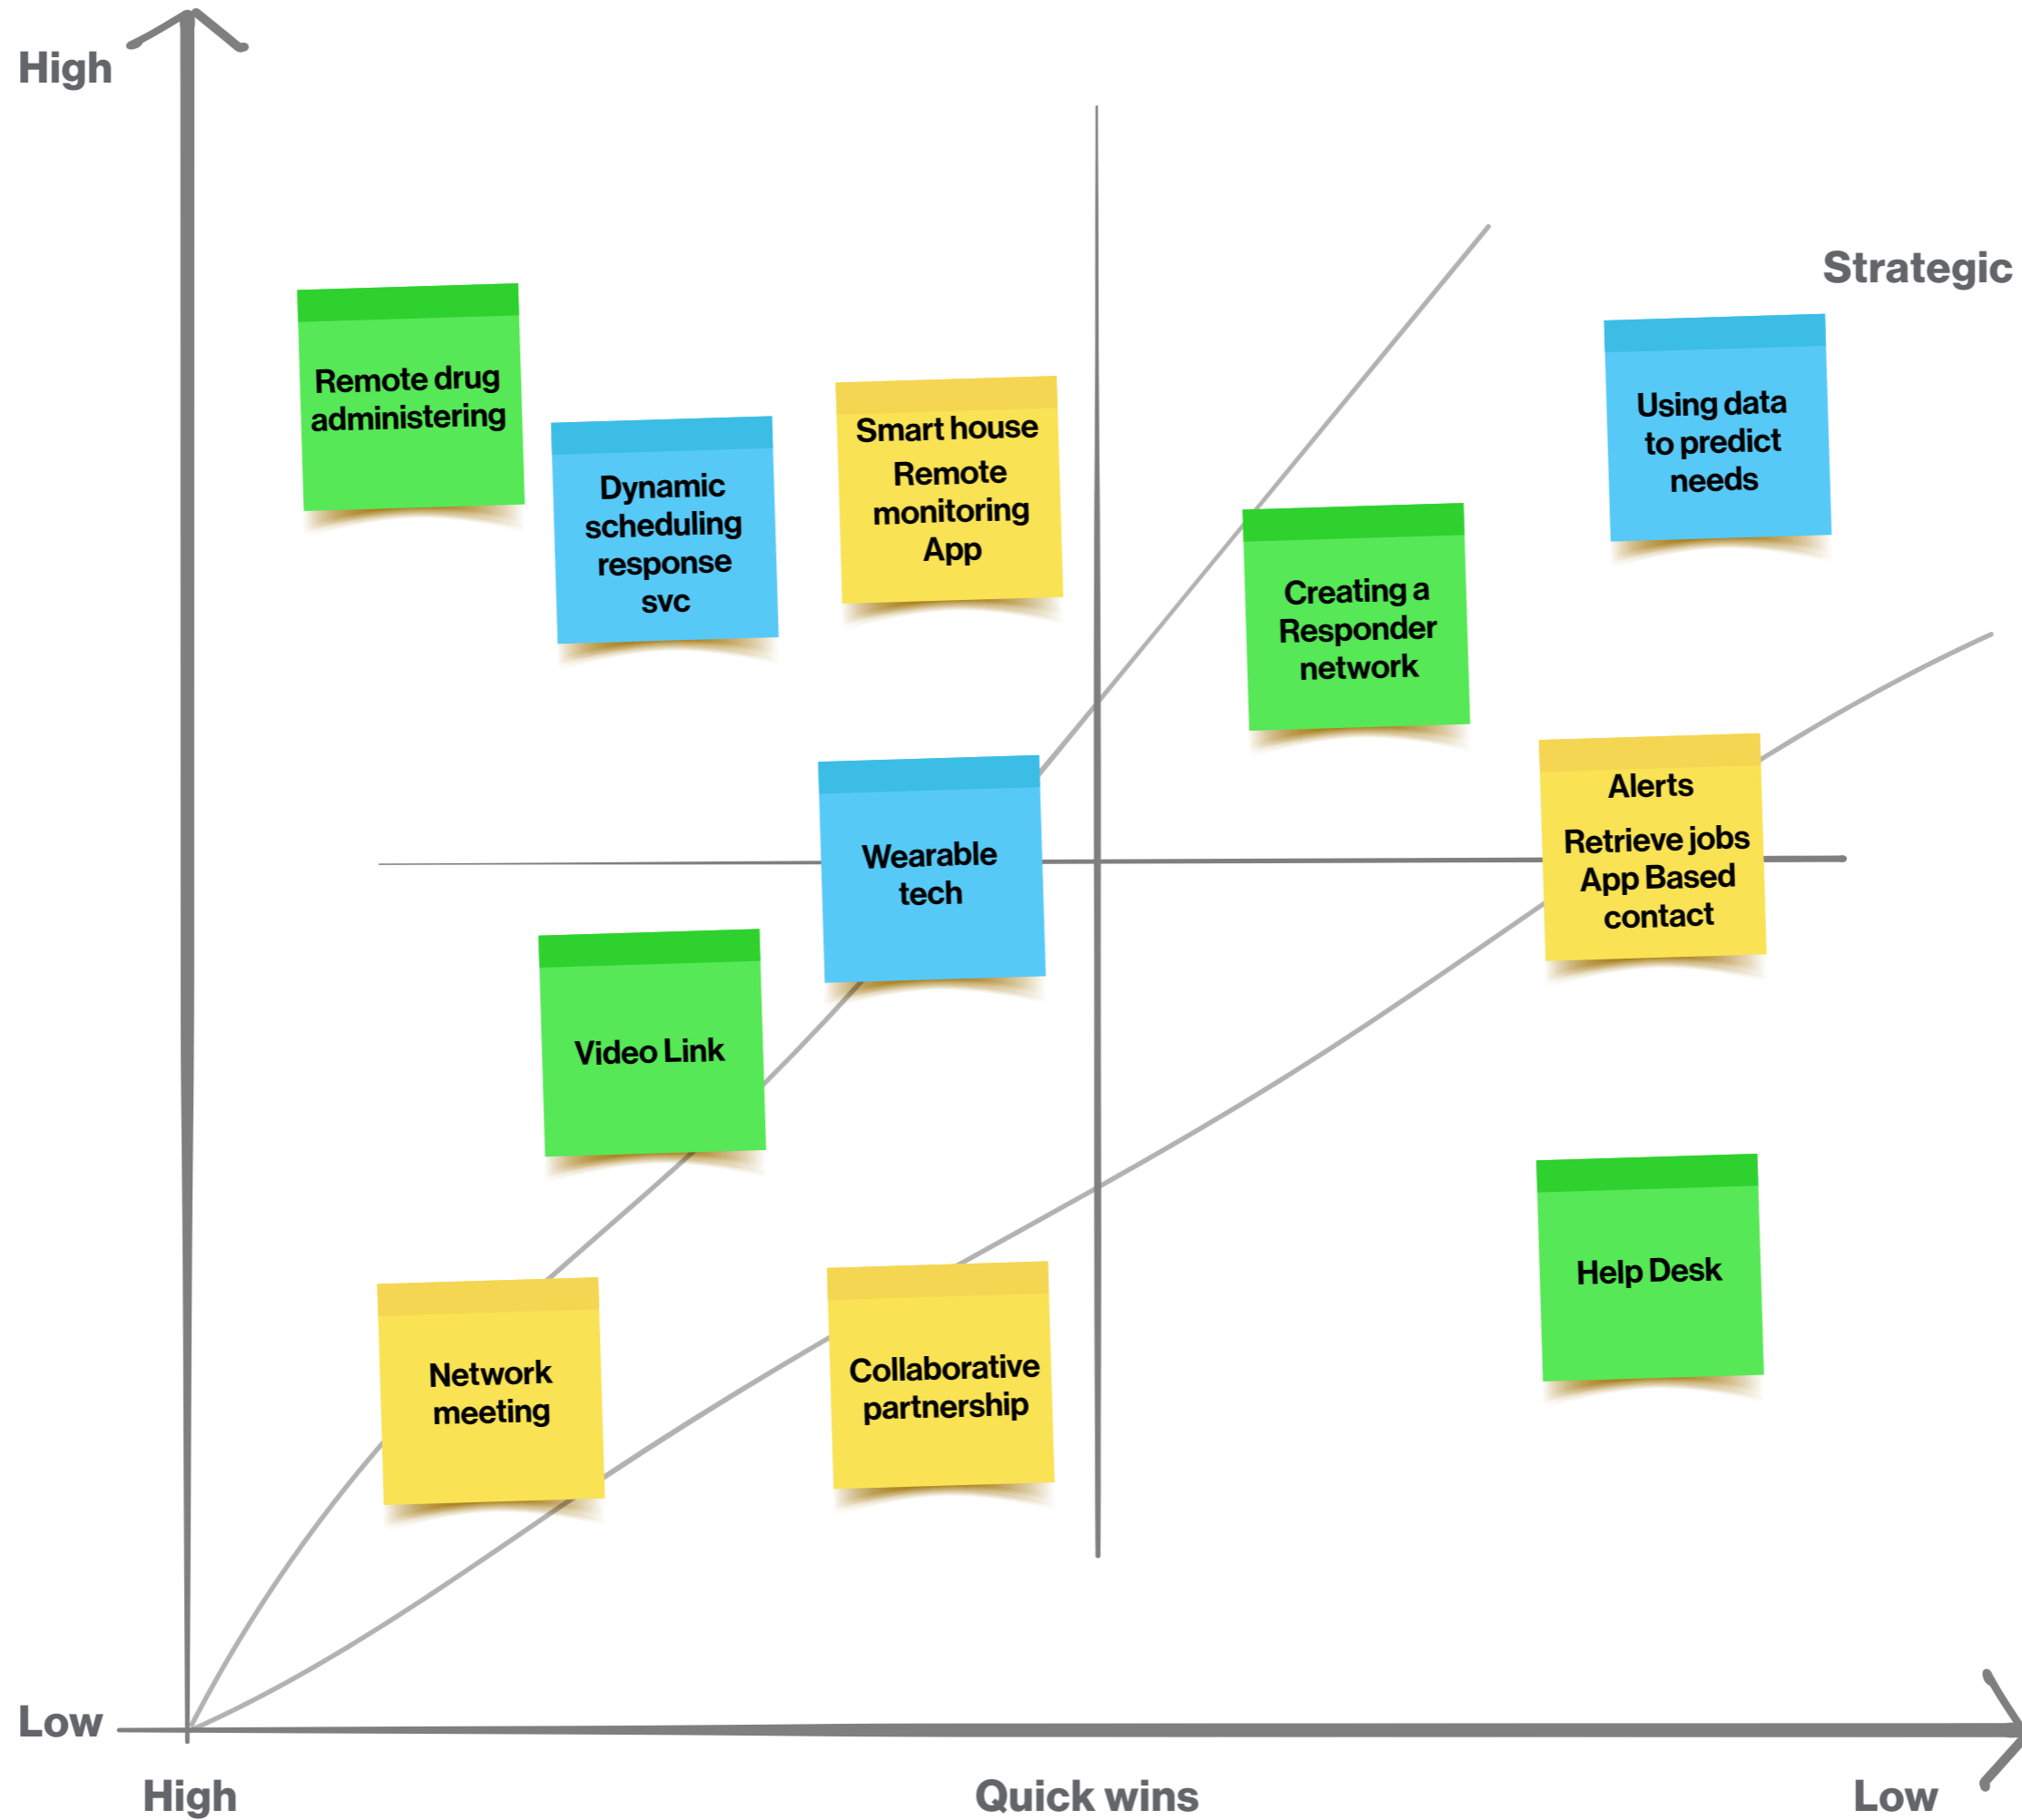 High
Strategic
Remote drug
administering
Dynamic
scheduling
response
svc
Smart house
Remote
monitoring
App
Using data
to predict
needs
Creating a
Responder
network
Wearable
tech
Alerts
Retrieve jobs
App Based
contact
Video Link
Network
meeting
Collaborative
partnership
Help Desk
Low
High
Quick wins
Low